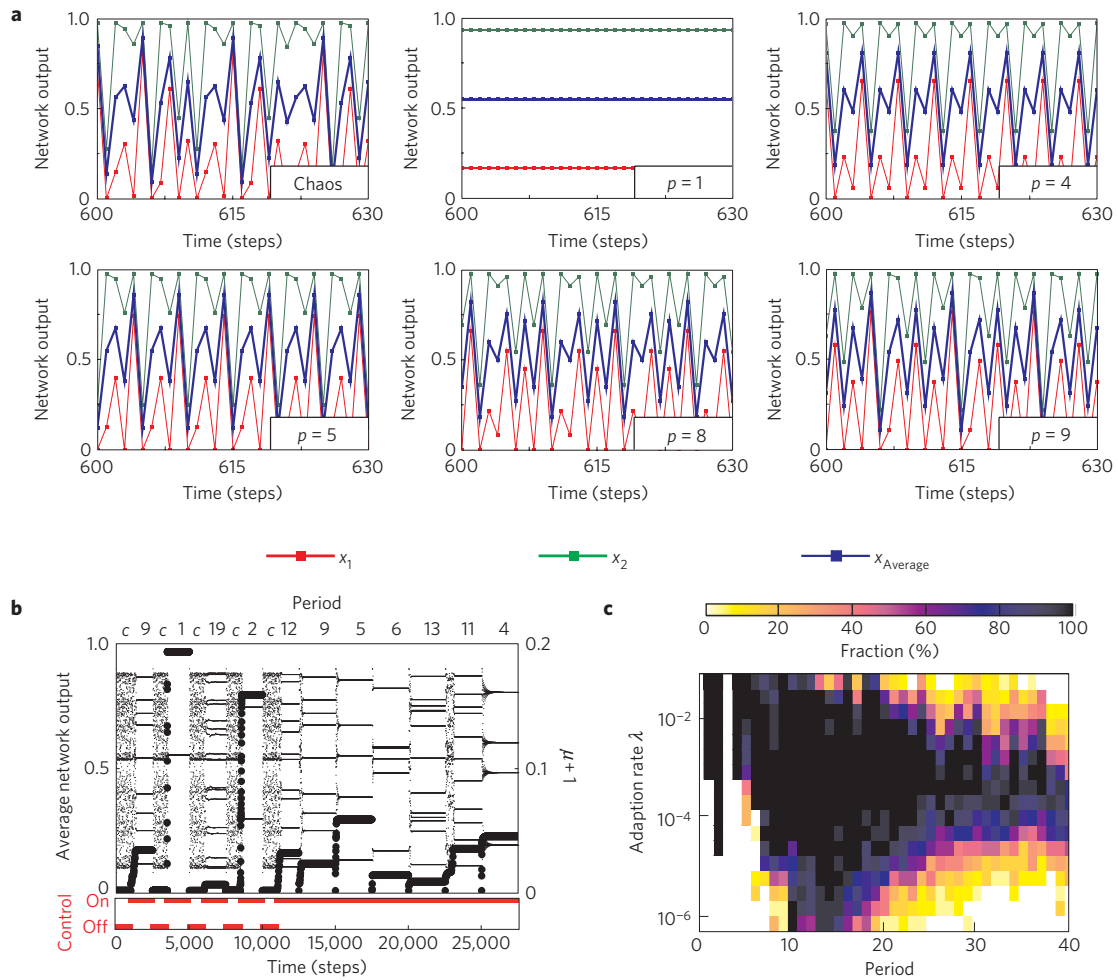 a
1.0
0.5
0
Network output
Chaos
600
615
630
Time (steps)
1.0
0.5
0
Network output
p = 1
600
615
630
Time (steps)
1.0
0.5
0
Network output
p = 4
600
615
630
Time (steps)
1.0
0.5
0
Network output
p = 5
600
615
630
Time (steps)
1.0
0.5
0
Network output
p = 8
600
615
630
Time (steps)
1.0
0.5
0
Network output
p = 9
600
615
630
Time (steps)
x1
x2
xAverage
b
Period
c 9 c 1 c 19 c 2 c 12 9 5 6 13 11 4
1.0
0.5
0
Average network output
0.2
0.1
0
μ + 1
Control
On
Off
0 5,000 10,000 15,000 20,000 25,000
Time (steps)
c
0 20 40 60 80 100
Fraction (%)
Adaption rate λ
10−2
10−4
10−6
0 10 20 30 40
Period